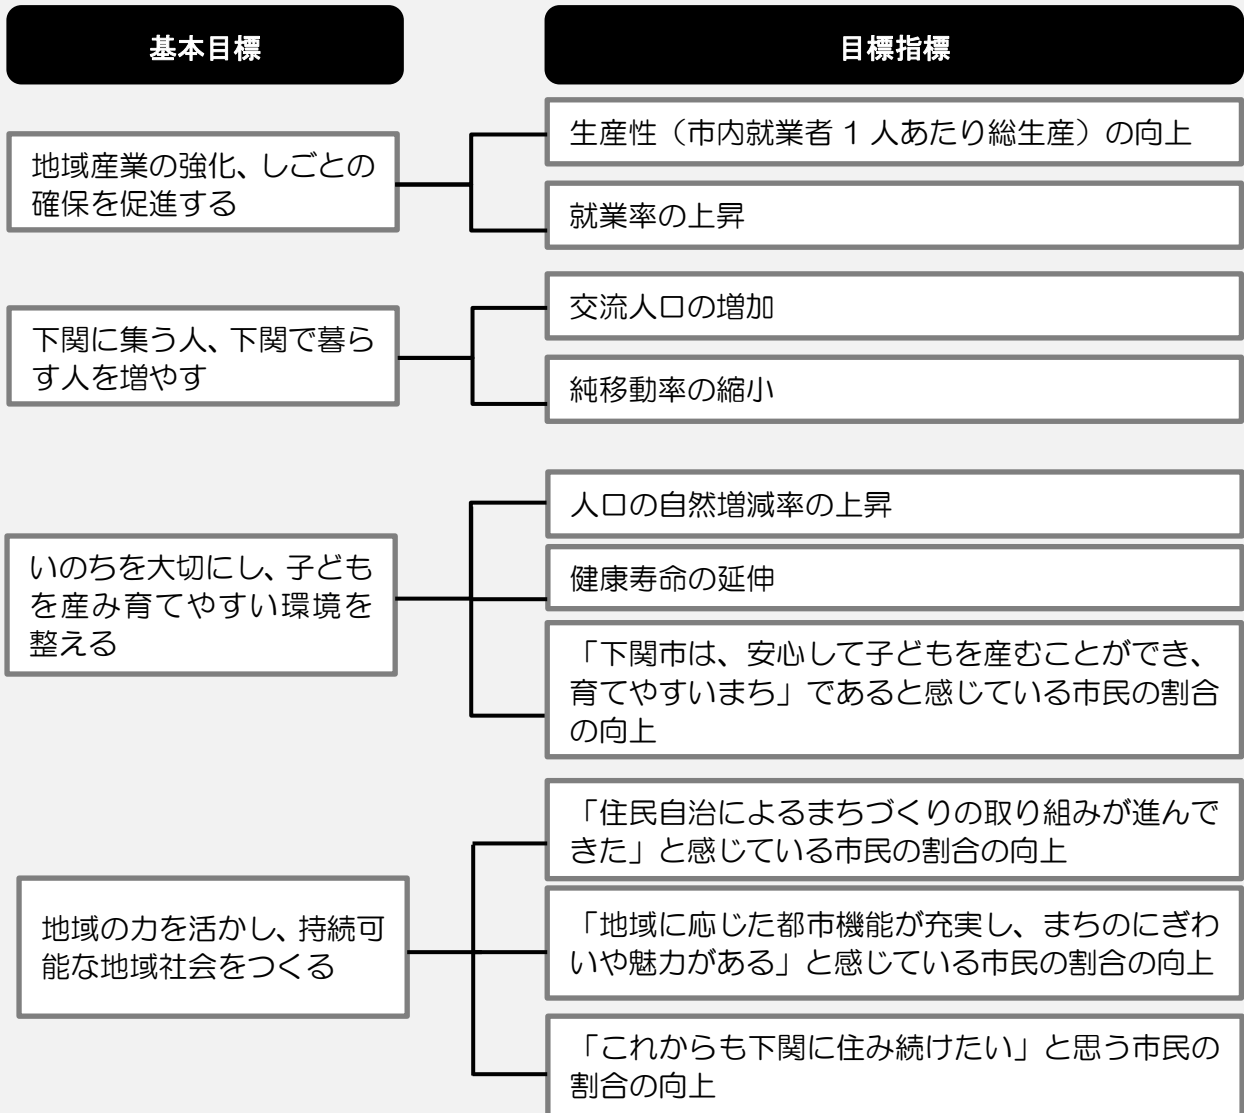 基本目標
目標指標
地域産業の強化、しごとの
確保を促進する
生産性（市内就業者 1 人あたり総生産）の向上
就業率の上昇
下関に集う人、下関で暮ら
す人を増やす
交流人口の増加
純移動率の縮小
いのちを大切にし、子ども
を産み育てやすい環境を
整える
人口の自然増減率の上昇
健康寿命の延伸
「下関市は、安心して子どもを産むことができ、
育てやすいまち」であると感じている市民の割合
の向上
地域の力を活かし、持続可
能な地域社会をつくる
「住民自治によるまちづくりの取り組みが進んで
きた」と感じている市民の割合の向上
「地域に応じた都市機能が充実し、まちのにぎわ
いや魅力がある」と感じている市民の割合の向上
「これからも下関に住み続けたい」と思う市民の
割合の向上